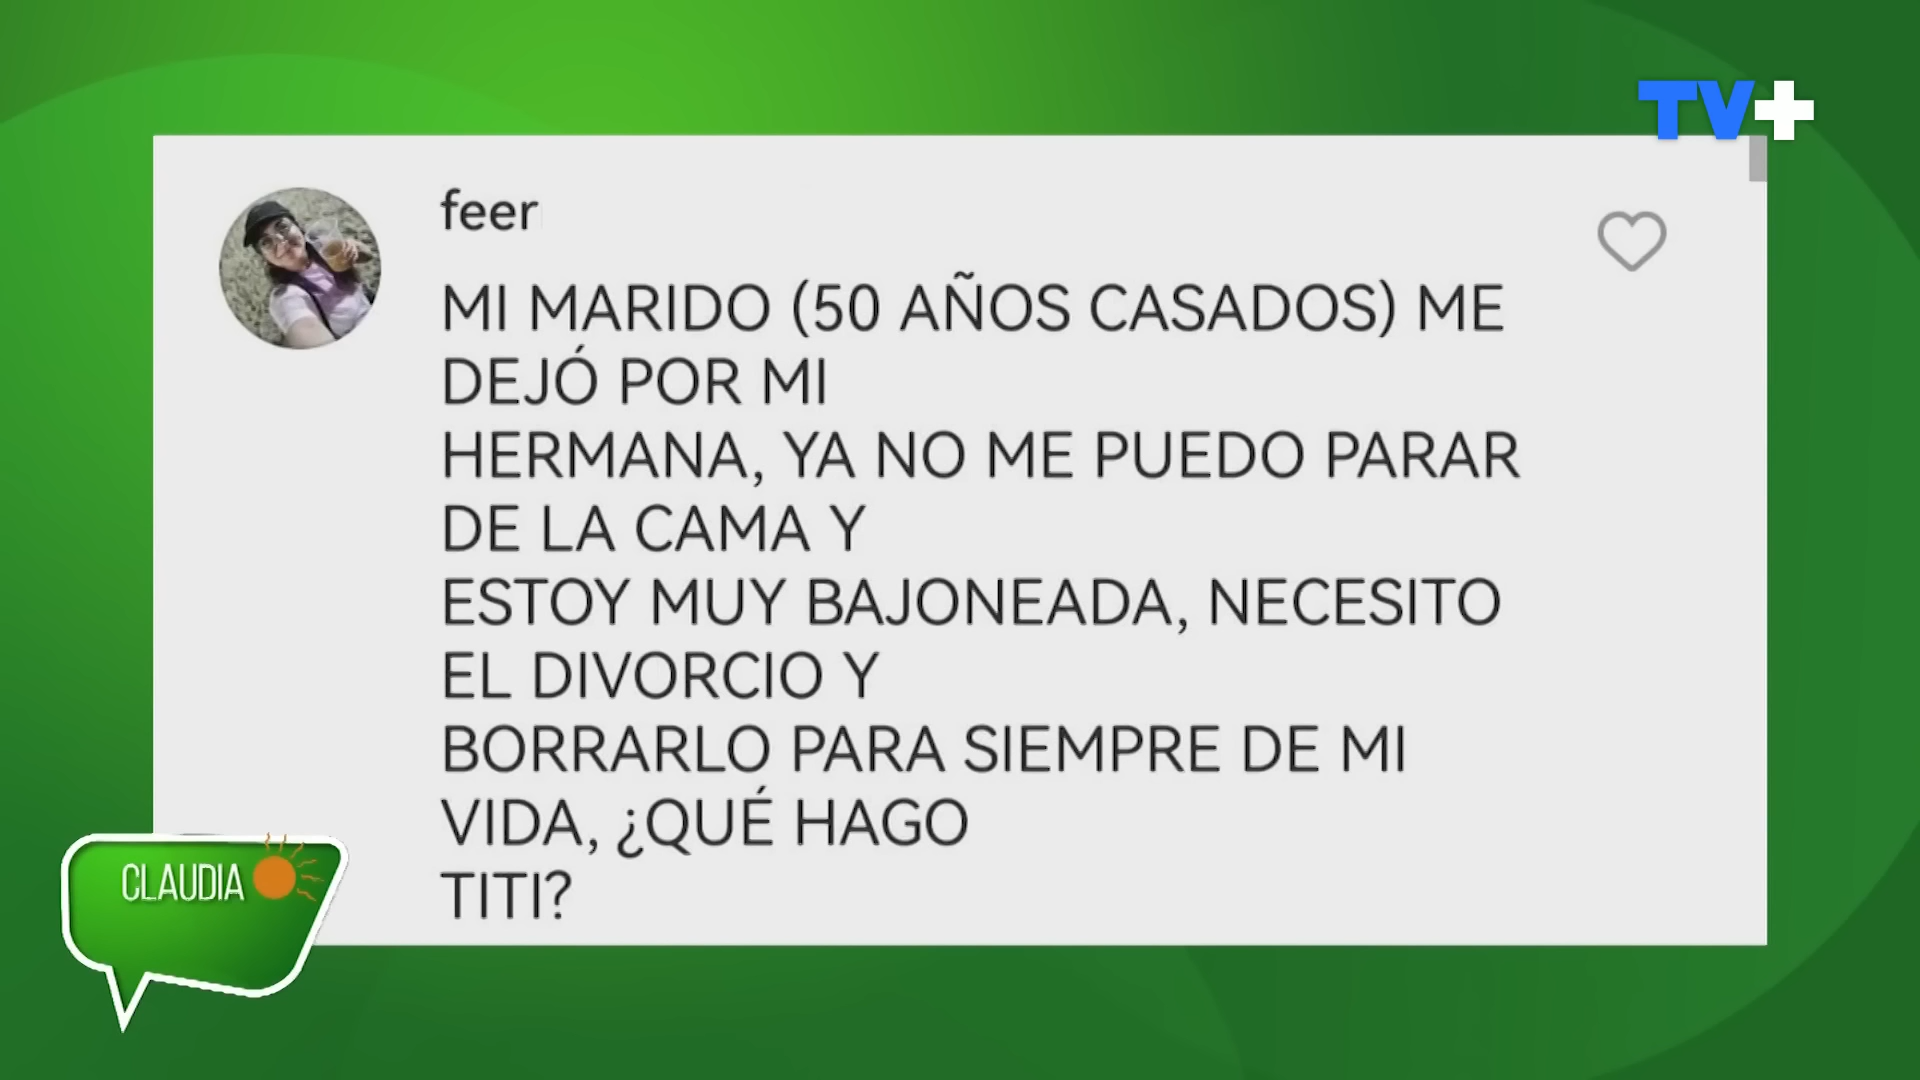 TV+
feer
MI MARIDO (50 AÑOS CASADOS) ME
DEJÓ POR MI
HERMANA, YA NO ME PUEDO PARAR
DE LA CAMA Y
ESTOY MUY BAJONEADA, NECESITO
EL DIVORCIO Y
BORRARLO PARA SIEMPRE DE MI
VIDA, ¿QUÉ HAGO
TITI?
CLAUDIA